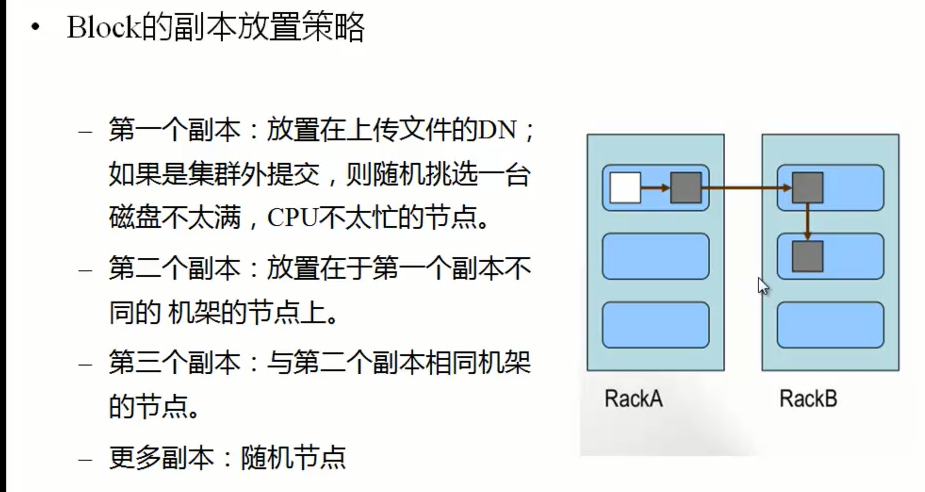 • Block的副本放置策略
– 第一个副本：放置在上传文件的DN；
如果是集群外提交，则随机挑选一台
磁盘不太满，CPU不太忙的节点。
– 第二个副本：放置在于第一个副本不
同的 机架的节点上。
– 第三个副本：与第二个副本相同机架
的节点。
– 更多副本：随机节点
RackA
RackB